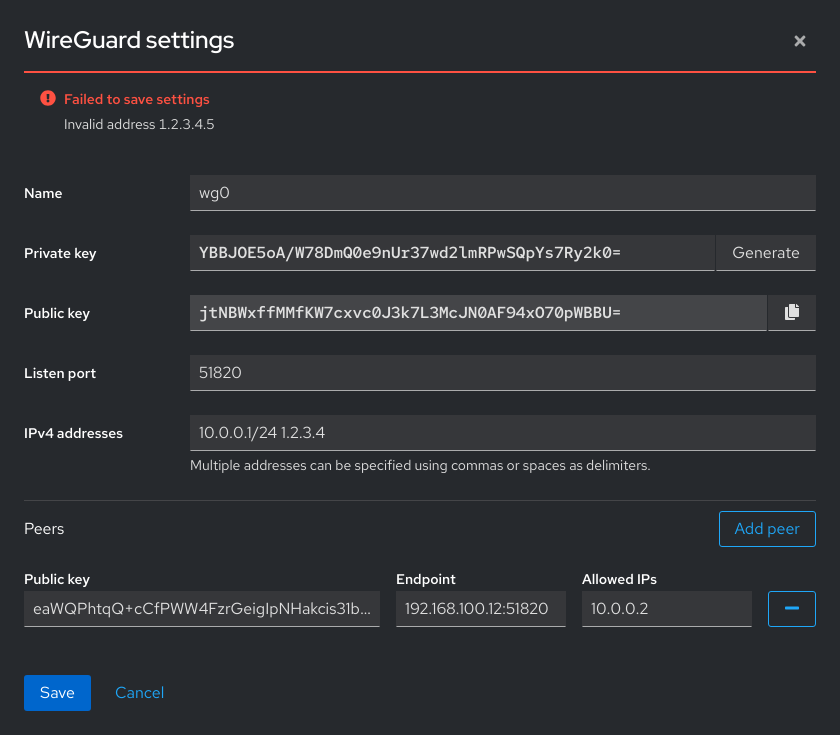 WireGuard settings
Failed to save settings
Invalid address 1.2.3.4.5
Name
wg0
Private key
YBBJOE5oA/W78DmQ0e9nUr37wd2lmRPwSQpYs7Ry2k0=
Generate
Public key
jtNBWxffMMfKW7cxvc0J3k7L3McJN0AF94xO70pWBBU=
Listen port
51820
IPv4 addresses
10.0.0.1/24 1.2.3.4
Multiple addresses can be specified using commas or spaces as delimiters.
Peers
Add peer
Public key Endpoint Allowed IPs
eaWQPhtqQ+cCfPWW4FzrGeigIpNHakcis31b... 192.168.100.12:51820 10.0.0.2
Save Cancel